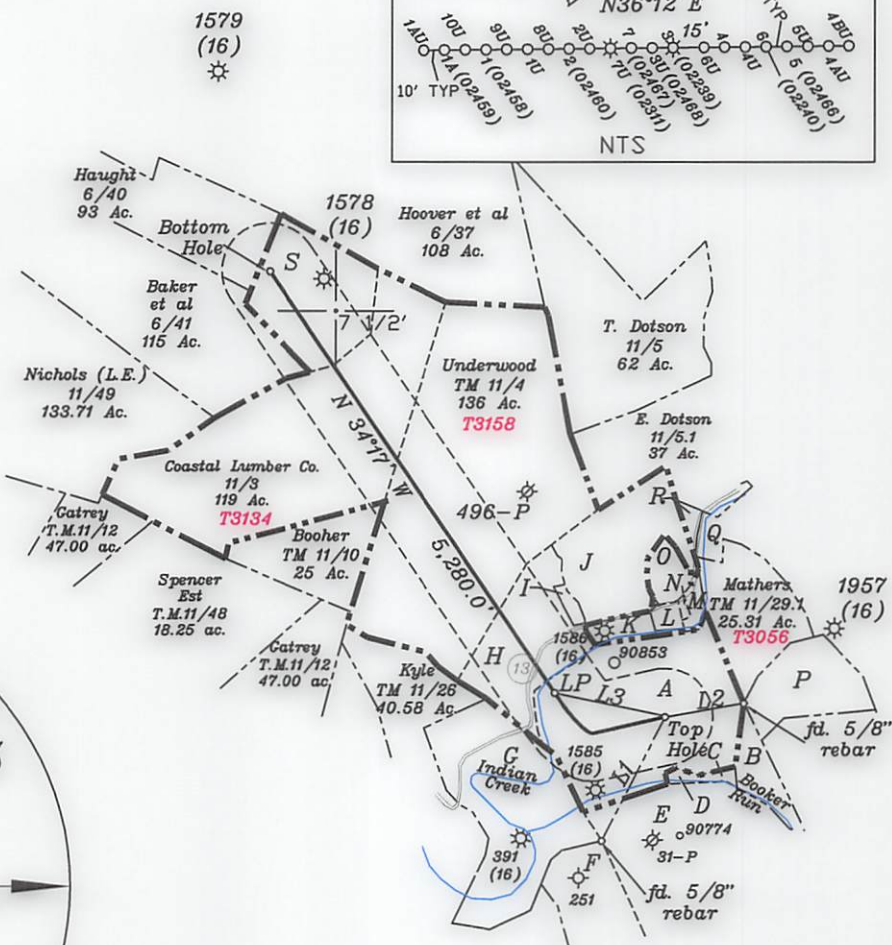 1579
(16)
N36°12'E
15'
1AU
10U
9U
8U
2U
7
3
4
6
TYP
5U
4BU
10' TYP
1A (02459)
1 (02458)
1U
2 (02460)
7U (02311)
(02467)
3U (02468)
(02239)
6U
4U
(02240)
5 (02466)
4AU
NTS
Haught
6/40
93 Ac.
Bottom
Hole
S
1578
(16)
Hoover et al
6/37
108 Ac.
Baker
et al
6/41
115 Ac.
7 1/2'
T. Dotson
11/5
62 Ac.
Nichols (L.E.)
11/49
133.71 Ac.
Underwood
TM 11/4
136 Ac.
T3158
E. Dotson
11/5.1
37 Ac.
N 34°17' W
5,280.0'
Coastal Lumber Co.
11/3
119 Ac.
T3134
Gatrey
T.M.11/12
47.00 ac.
Booher
TM 11/10
25 Ac.
496-P
R
Q
J
O
I
N
M
L
K
Mathers
TM 11/29.1
25.31 Ac.
T3056
1957
(16)
Spencer
Est
T.M.11/48
18.25 ac.
Gatrey
T.M.11/12
47.00 ac
1586
(16)
90853
H
13
Kyle
TM 11/26
40.58 Ac.
LP
L3
A
D2
P
Top
Hole
C
B
fd. 5/8"
rebar
G
Indian
Creek
1585
(16)
L1
D
Booker
Run
E
90774
31-P
391
(16)
F
251
fd. 5/8"
rebar